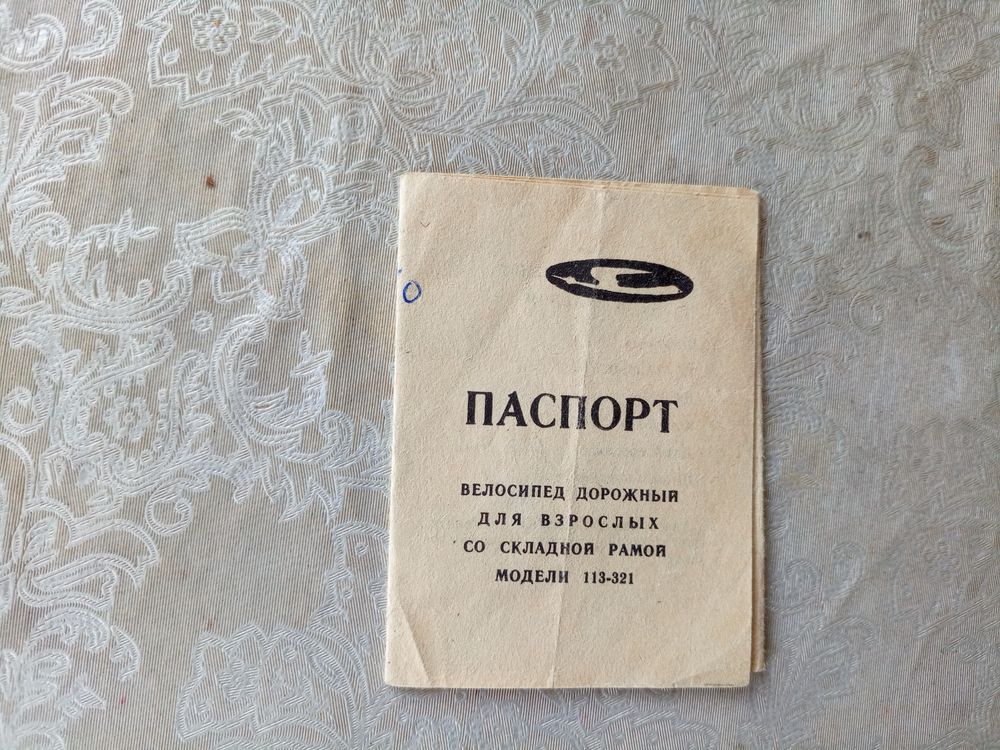 ПАСПОРТ
ВЕЛОСИПЕД ДОРОЖНЫЙ
ДЛЯ ВЗРОСЛЫХ
СО СКЛАДНОЙ РАМОЙ
МОДЕЛИ 113-321